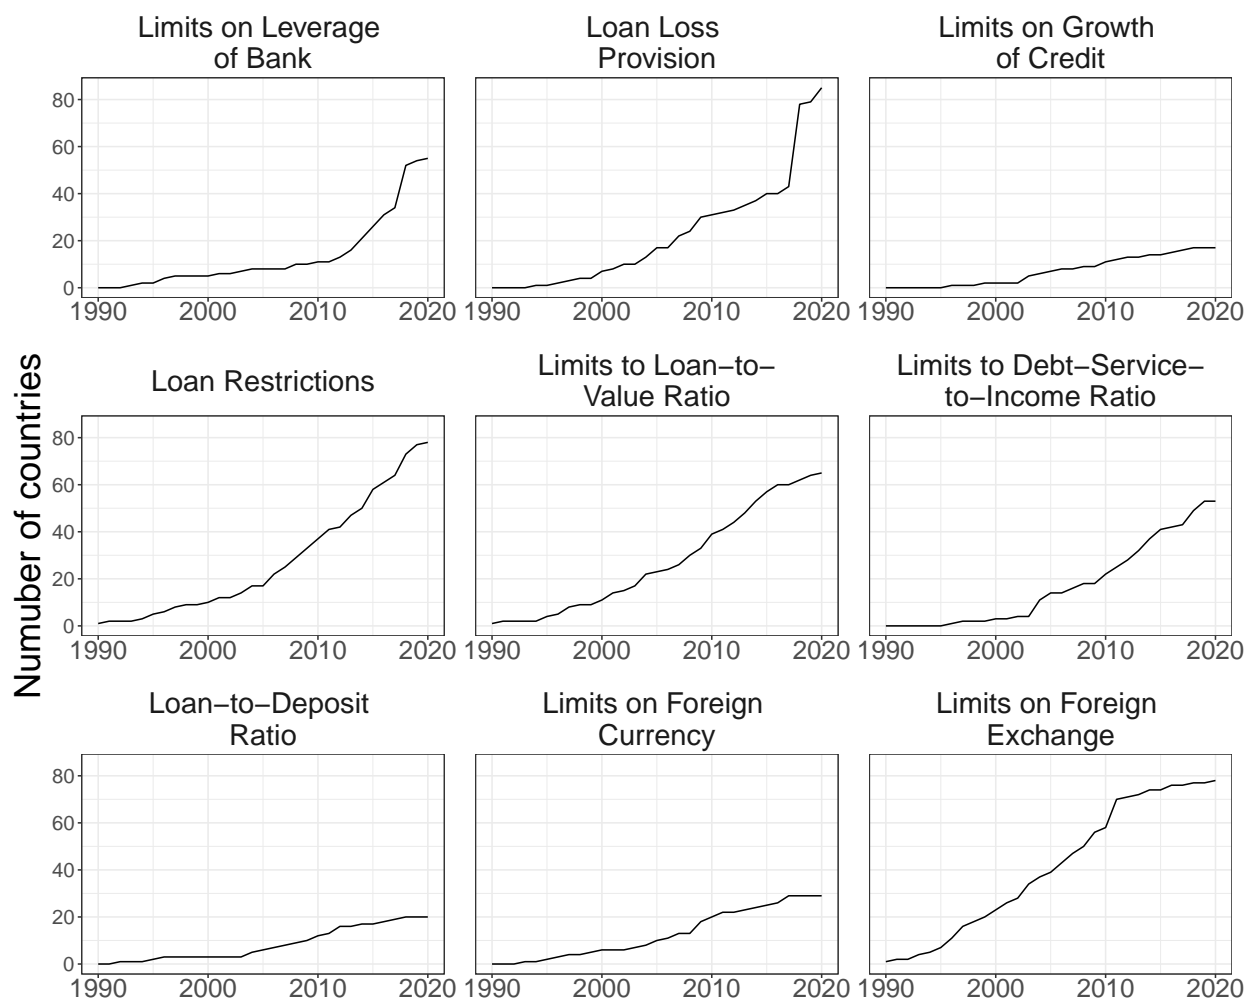 Limits on Leverage
of Bank
Loan Loss
Provision
Limits on Growth
of Credit
80
60
40
20
0
1990 2000 2010 2020
1990 2000 2010 2020
1990 2000 2010 2020
Numuber of countries
Loan Restrictions
Limits to Loan−to−
Value Ratio
Limits to Debt−Service−
to−Income Ratio
80
60
40
20
0
1990 2000 2010 2020
1990 2000 2010 2020
1990 2000 2010 2020
Loan−to−Deposit
Ratio
Limits on Foreign
Currency
Limits on Foreign
Exchange
80
60
40
20
0
1990 2000 2010 2020
1990 2000 2010 2020
1990 2000 2010 2020